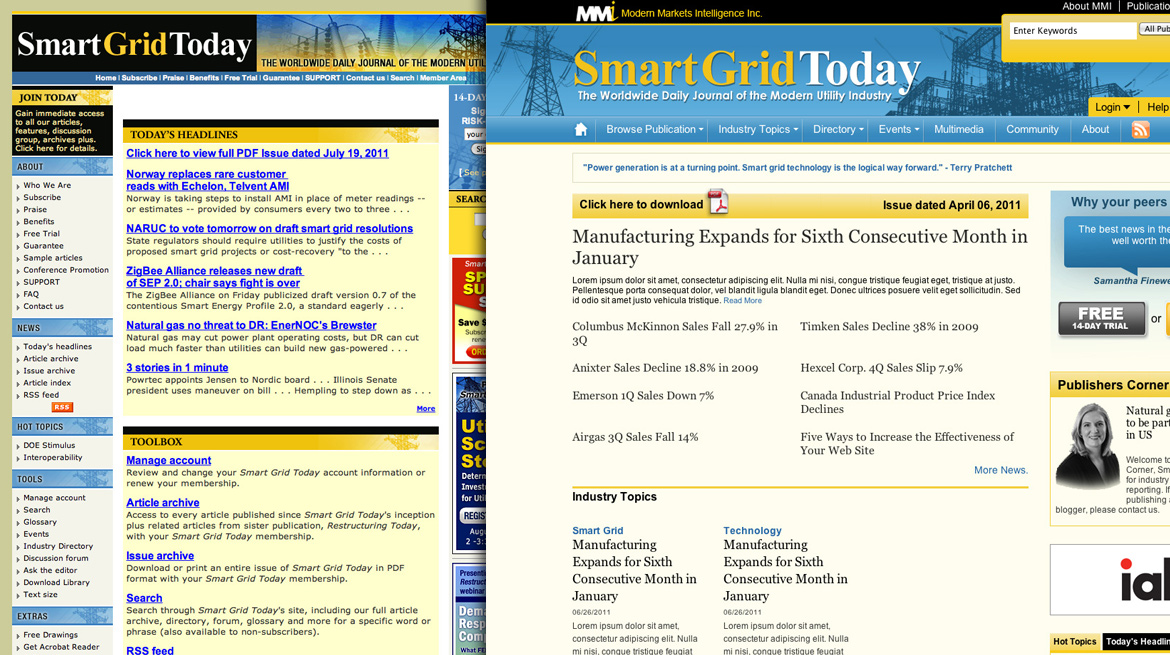 SmartGridToday
THE WORLDWIDE DAILY JOURNAL OF THE MODERN UTIL
Home | Subscribe | Praise | Benefits | Free Trial | Guarantee | SUPPORT | Contact us | Search | Member Area
JOIN TODAY
Gain immediate access
to all our articles,
features, discussion
group, archives plus.
Click here for details.
ABOUT
Who We Are
Subscribe
Praise
Benefits
Free Trial
Guarantee
Sample articles
Conference Promotion
SUPPORT
FAQ
Contact us
NEWS
Today's headlines
Article archive
Issue archive
Article index
RSS feed
RSS
HOT TOPICS
DOE Stimulus
Interoperability
TOOLS
Manage account
Search
Glossary
Events
Industry Directory
Discussion forum
Ask the editor
Download Library
Text size
EXTRAS
Free Drawings
Get Acrobat Reader
TODAY'S HEADLINES
Click here to view full PDF Issue dated July 19, 2011
Norway replaces rare customer
reads with Echelon, Telvent AMI
Norway is taking steps to install AMI in place of meter readings --
or estimates -- provided by consumers every two to three . . .
NARUC to vote tomorrow on draft smart grid resolutions
State regulators should require utilities to justify the costs of
proposed smart grid projects or cost-recovery "to the . . .
ZigBee Alliance releases new draft
of SEP 2.0; chair says fight is over
The ZigBee Alliance on Friday publicized draft version 0.7 of the
contentious Smart Energy Profile 2.0, a standard eagerly . . .
Natural gas no threat to DR: EnerNOC's Brewster
Natural gas may cut power plant operating costs, but DR can cut
load much faster than utilities can build new gas-powered . . .
3 stories in 1 minute
Powrtec appoints Jensen to Nordic board . . . Illinois Senate
president uses maneuver on bill . . . Hempling to step down as . . .
More
TOOLBOX
Manage account
Review and change your Smart Grid Today account information or
renew your membership.
Article archive
Access to every article published since Smart Grid Today's inception
plus related articles from sister publication, Restructuring Today,
with your Smart Grid Today membership.
Issue archive
Download or print an entire issue of Smart Grid Today in PDF
format with your Smart Grid Today membership.
Search
Search through Smart Grid Today's site, including our full article
archive, directory, forum, glossary and more for a specific word or
phrase (also available to non-subscribers).
RSS feed
14-DAY
Sig
RISK-
your
Sig
[ See
SEARC
Smar
SP
SU
Save $
Subsc
rene
ORD
Smar
Uti
Sc
Sto
Deter
Invest
for Uti
REGIS
Augu
2 -3:
Presenti
Restruct
webinar
Dema
Resp
Comp
What FE
MMi Modern Markets Intelligence Inc.
About MMI | Publicatio
Enter Keywords
All Pub
SmartGridToday
The Worldwide Daily Journal of the Modern Utility Industry
Login | Help
Browse Publication
Industry Topics
Directory
Events
Multimedia
Community
About
"Power generation is at a turning point. Smart grid technology is the logical way forward." - Terry Pratchett
Click here to download
Issue dated April 06, 2011
Manufacturing Expands for Sixth Consecutive Month in
January
Lorem ipsum dolor sit amet, consectetur adipiscing elit. Nulla mi nisi, congue tristique feugiat eget, tristique at justo.
Pellentesque porta consequat dolor, vel blandit ligula blandit eget. Donec ultrices posuere velit eget sollicitudin. Sed
id odio sit amet justo vehicula tristique. Read More
Columbus McKinnon Sales Fall 27.9% in
3Q
Timken Sales Decline 38% in 2009
Anixter Sales Decline 18.8% in 2009
Hexcel Corp. 4Q Sales Slip 7.9%
Emerson 1Q Sales Down 7%
Canada Industrial Product Price Index
Declines
Airgas 3Q Sales Fall 14%
Five Ways to Increase the Effectiveness of
Your Web Site
More News.
Industry Topics
Smart Grid
Manufacturing
Expands for Sixth
Consecutive Month in
January
06/26/2011
Lorem ipsum dolor sit amet,
consectetur adipiscing elit. Nulla
mi nisi, congue tristique feugiat
Technology
Manufacturing
Expands for Sixth
Consecutive Month in
January
06/26/2011
Lorem ipsum dolor sit amet,
consectetur adipiscing elit. Nulla
mi nisi, congue tristique feugiat
Why your peers
The best news in the
well worth th
Samantha Finewe
FREE
14-DAY TRIAL
or
Publishers Corner
Natural g
to be par
in US
Welcome to
Corner, Sm
for industry
reporting. If
publishing
blogger, please contact us.
iab
Hot Topics
Today's Headlin